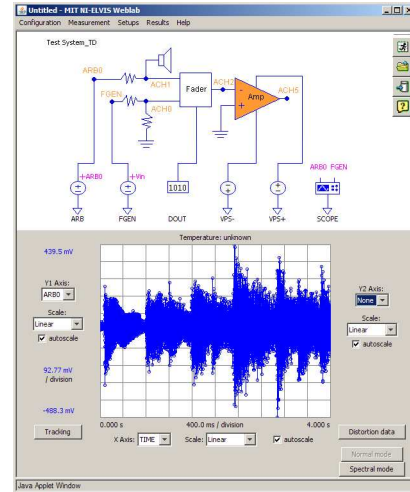 Untitled - MIT NI-ELVIS Weblab
Configuration Measurement Setups Results Help
Test System_TD
ARB0
ACH1
Fader
ACH2
Amp
ACH5
FGEN
ACH0
ARB0 FGEN
+ARB0
+Vin
1010
ARB
FGEN
DOUT
VPS-
VPS+
SCOPE
Temperature: unknown
439.5 mV
Y1 Axis:
ARB0
Scale:
Linear
autoscale
92.77 mV
/ division
-488.3 mV
Y2 Axis:
None
Scale:
Linear
autoscale
0.000 s
400.0 ms / division
4.000 s
Tracking
X Axis: TIME Scale: Linear autoscale
Distortion data
Normal mode
Spectral mode
Java Applet Window